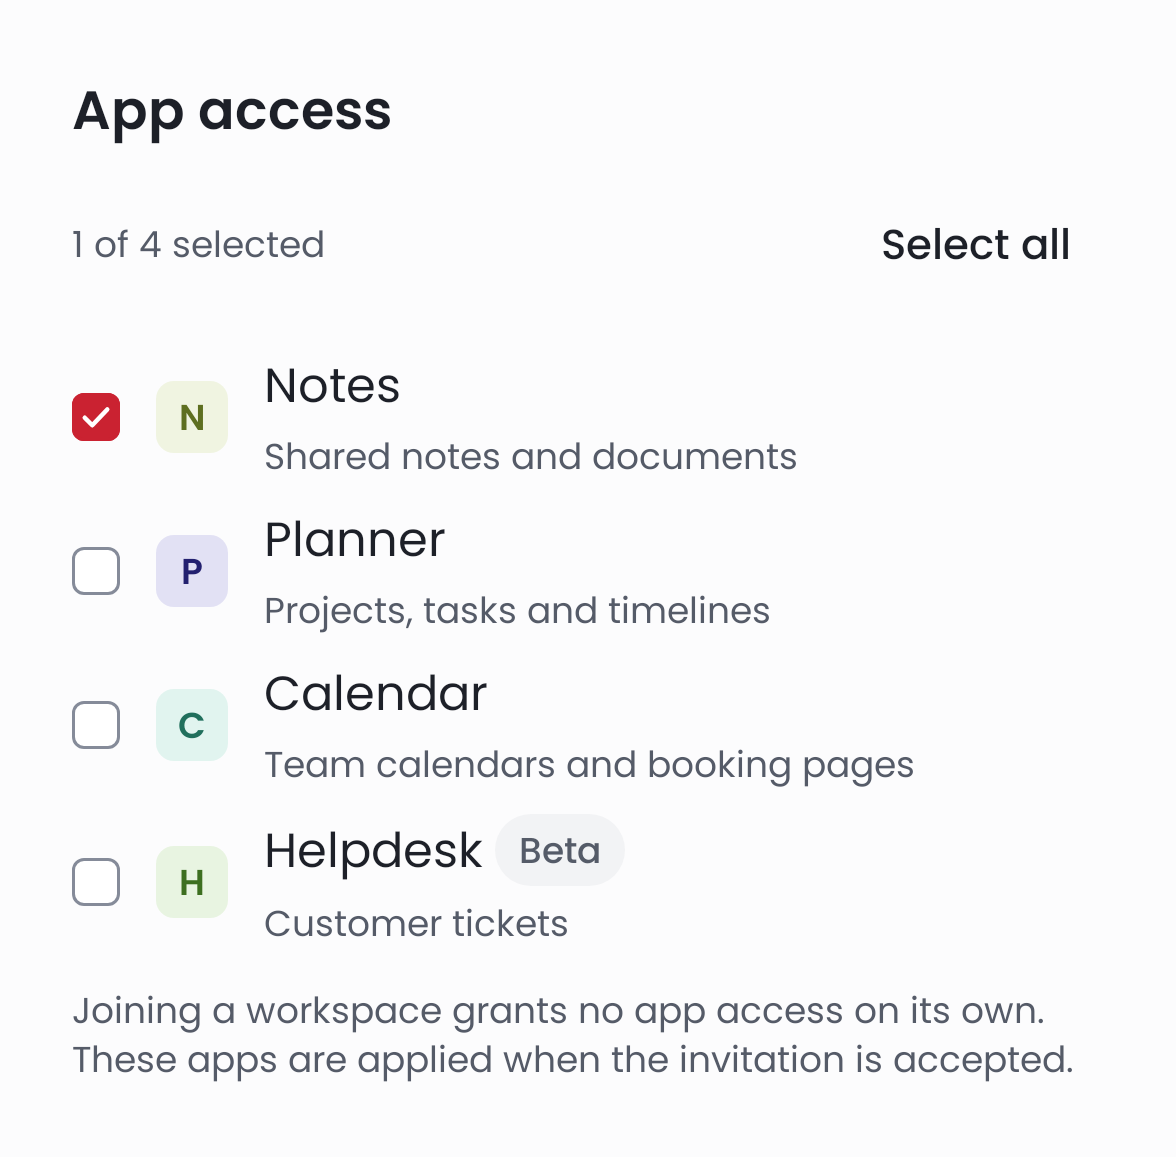 App access
1 of 4 selected
Select all
N
Notes
Shared notes and documents
P
Planner
Projects, tasks and timelines
C
Calendar
Team calendars and booking pages
H
Helpdesk Beta
Customer tickets
Joining a workspace grants no app access on its own.
These apps are applied when the invitation is accepted.